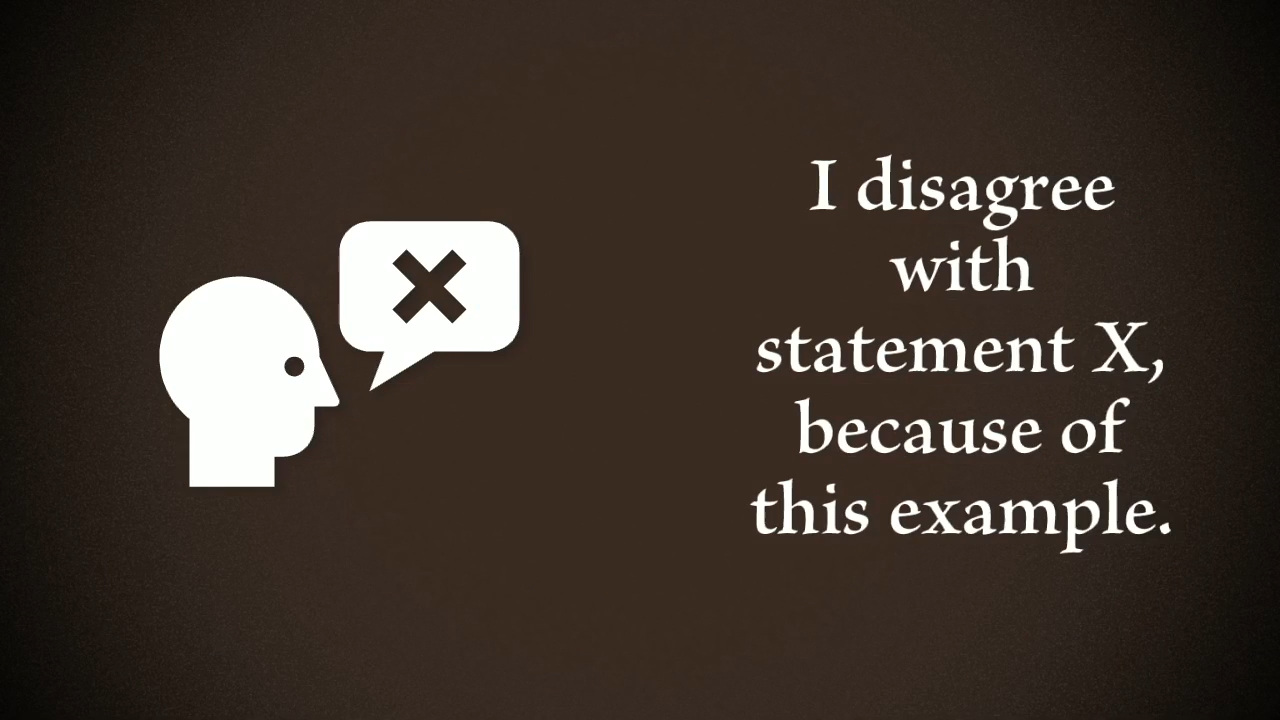 I disagree
with
statement X,
because of
this example.